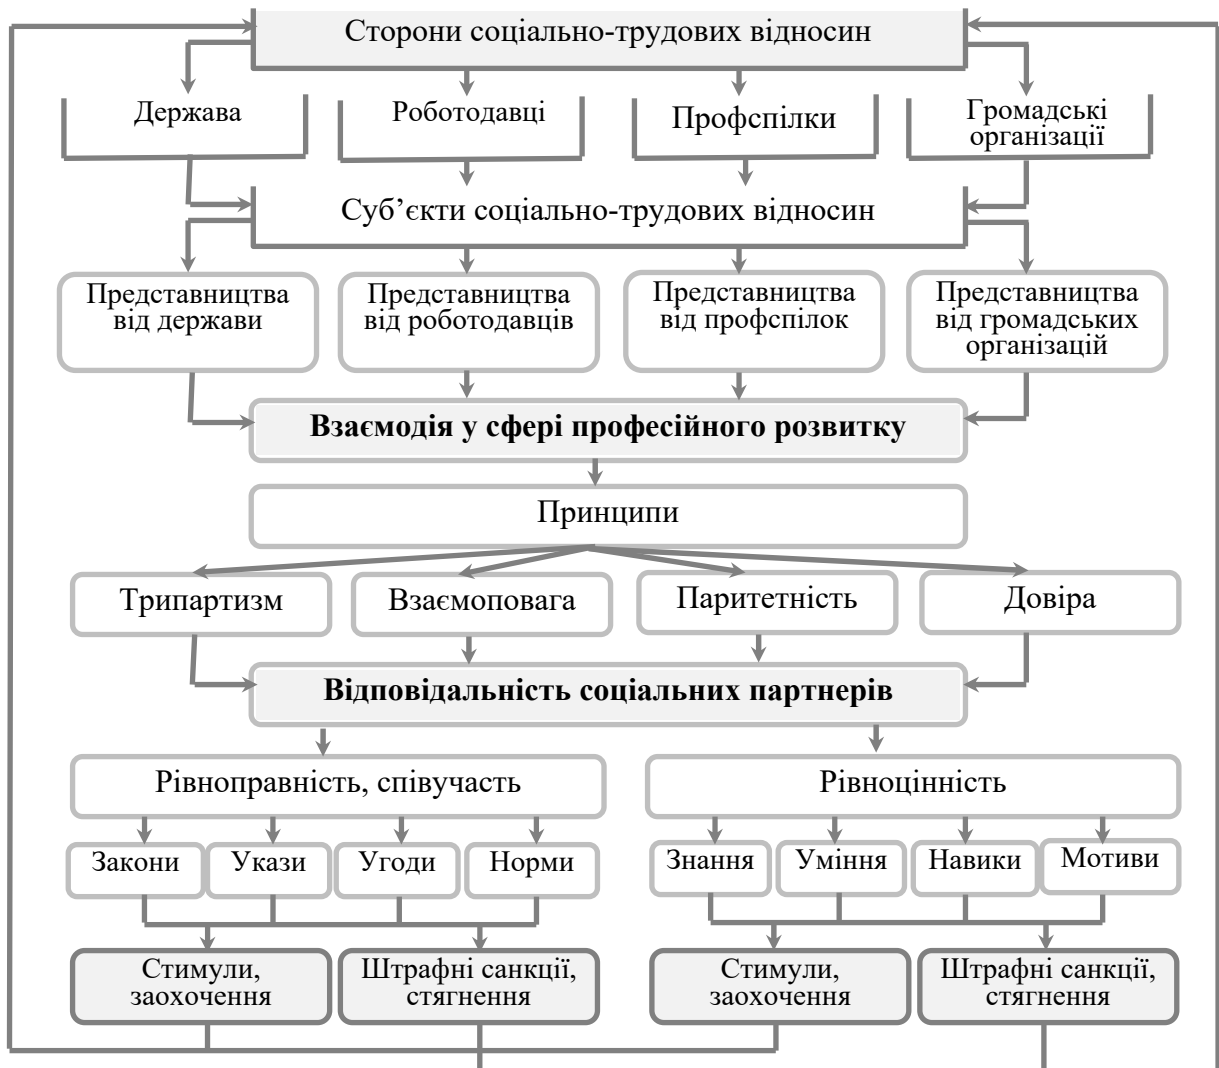 Сторони соціально-трудових відносин
Держава
Роботодавці
Профспілки
Громадські
організації
Суб’єкти соціально-трудових відносин
Представництва
від держави
Представництва
від роботодавців
Представництва
від профспілок
Представництва
від громадських
організацій
Взаємодія у сфері професійного розвитку
Принципи
Трипартизм
Взаємоповага
Паритетність
Довіра
Відповідальність соціальних партнерів
Рівноправність, співучасть
Рівноцінність
Закони
Укази
Угоди
Норми
Знання
Уміння
Навики
Мотиви
Стимули,
заохочення
Штрафні санкції,
стягнення
Стимули,
заохочення
Штрафні санкції,
стягнення